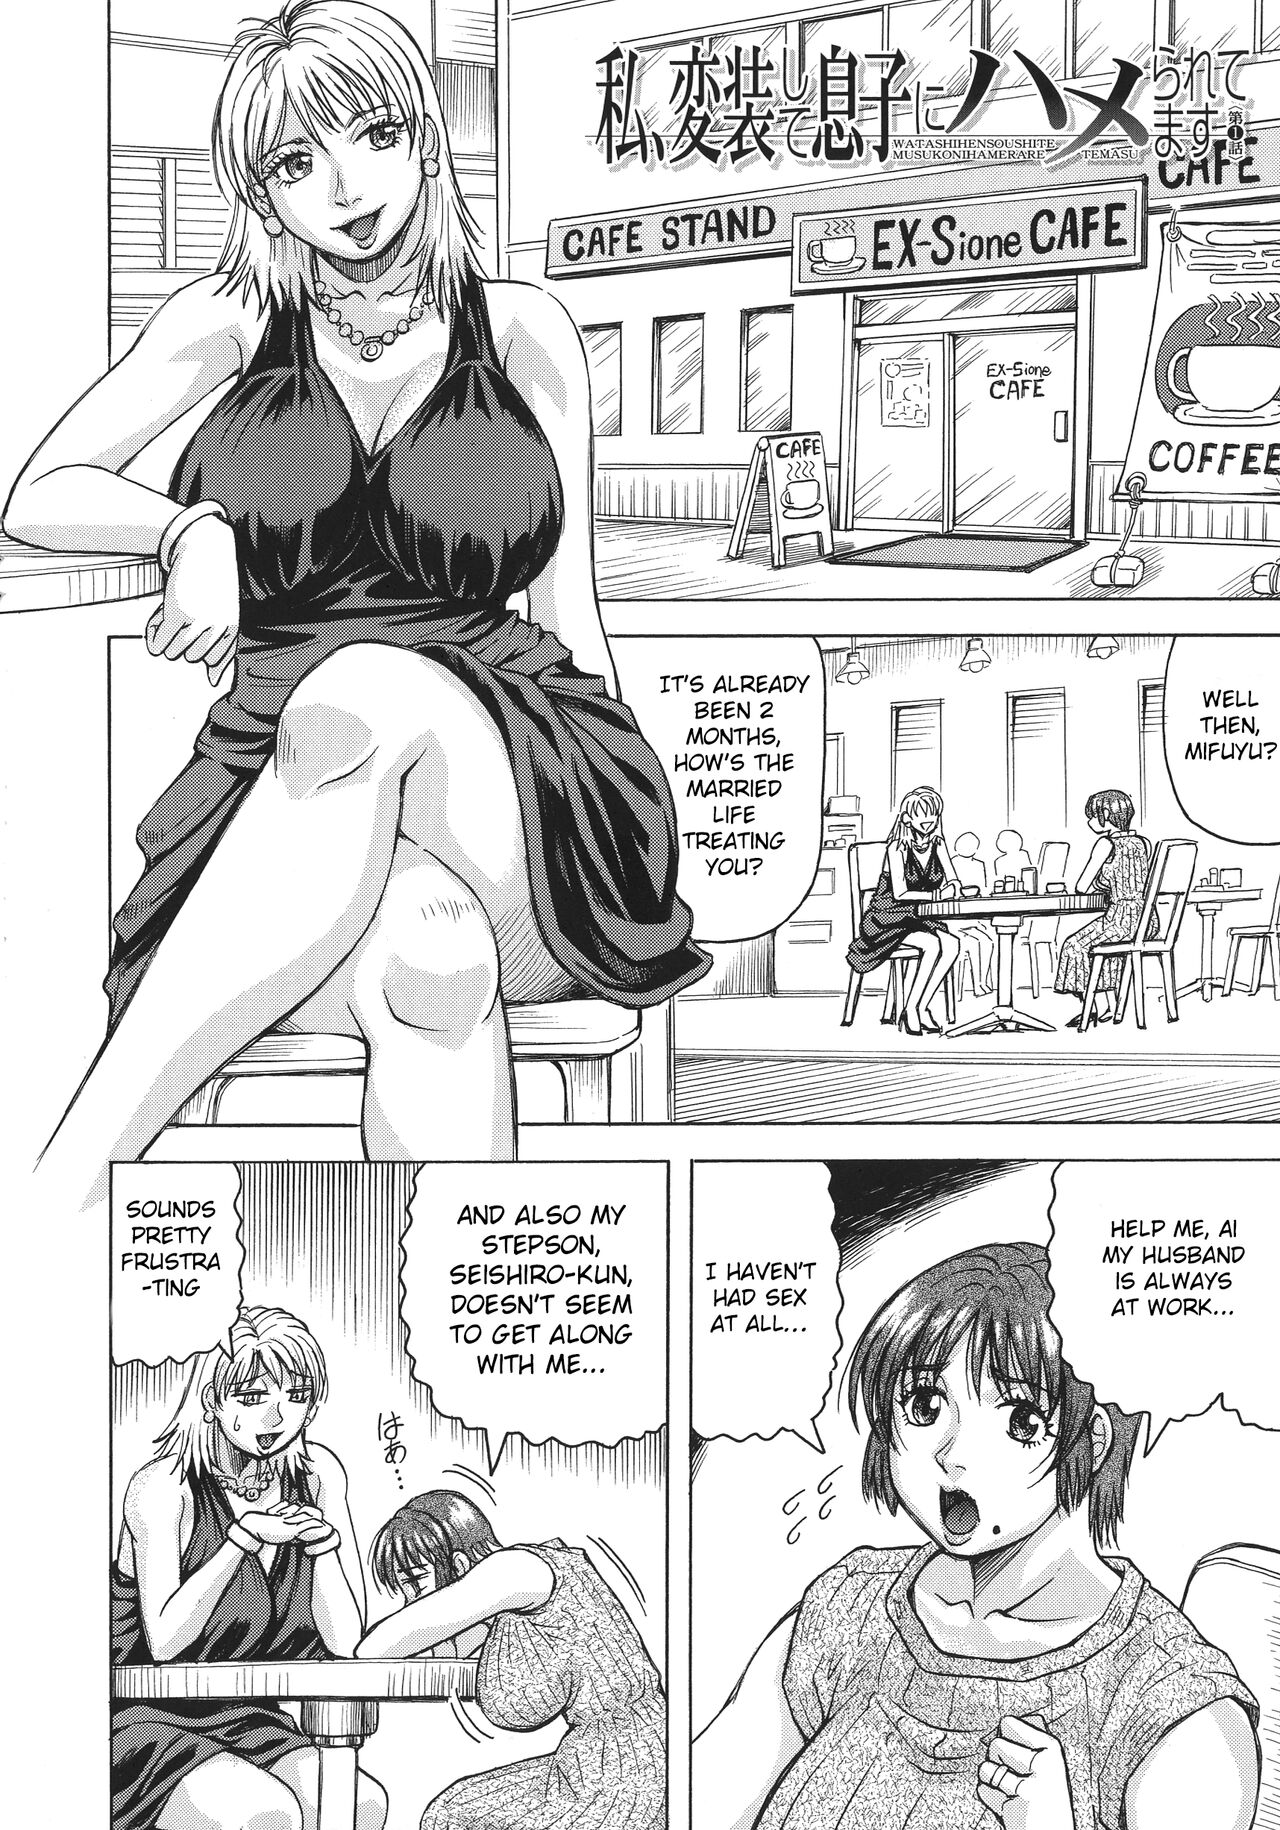 私、変装して息子にハメられてます
〈第1話〉
WATASHIHENSOUSHITE
MUSUKONIHAMERARE TEMASU
CAFE
CAFE STAND
EX-Sione CAFE
EX-Sione
CAFE
CAFE
COFFEE
WELL
THEN,
MIFUYU?
IT'S ALREADY
BEEN 2
MONTHS,
HOW'S THE
MARRIED
LIFE
TREATING
YOU?
HELP ME, AI
MY HUSBAND
IS ALWAYS
AT WORK...
I HAVEN'T
HAD SEX
AT ALL...
AND ALSO MY
STEPSON,
SEISHIRO-KUN,
DOESN'T SEEM
TO GET ALONG
WITH ME...
はぁ…
SOUNDS
PRETTY
FRUSTRA
-TING